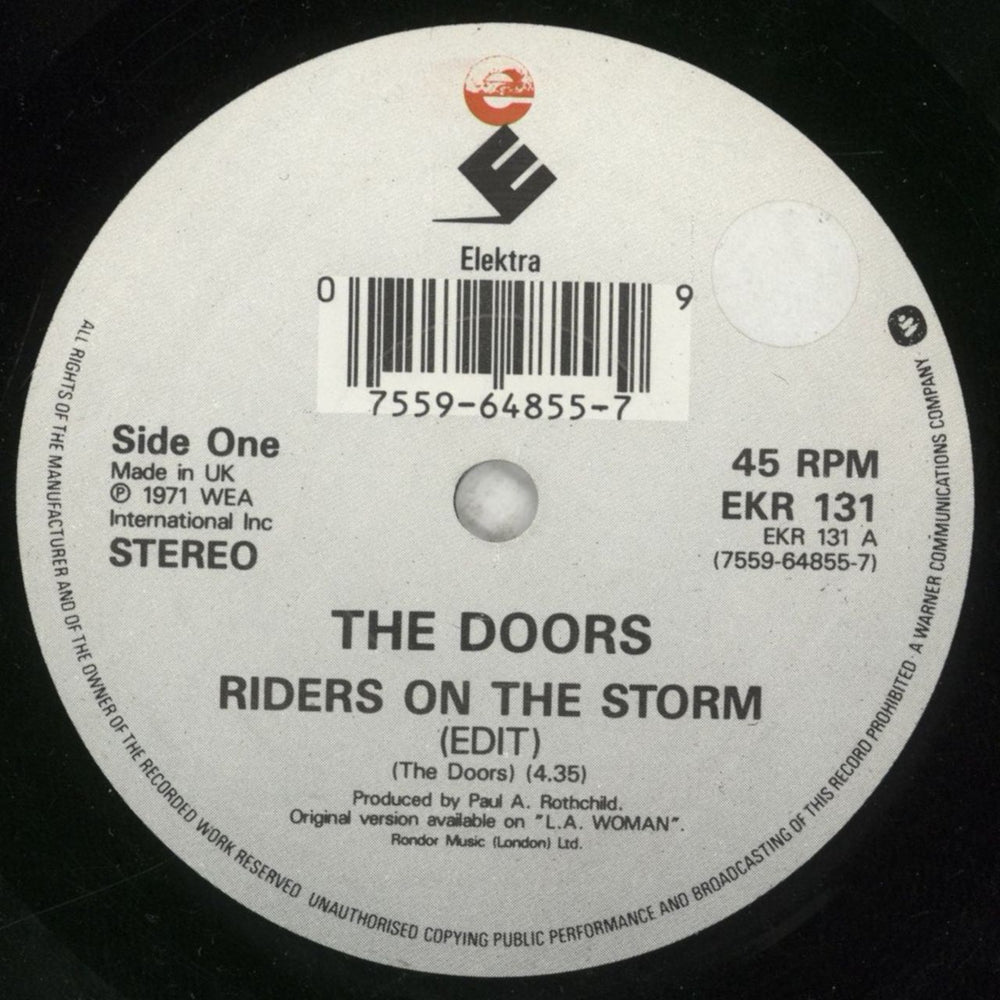 e
E
Elektra
0 9
7559-64855-7
Side One
Made in UK
℗ 1971 WEA
International Inc
STEREO
45 RPM
EKR 131
EKR 131 A
(7559-64855-7)
THE DOORS
RIDERS ON THE STORM
(EDIT)
(The Doors) (4.35)
Produced by Paul A. Rothchild.
Original version available on "L.A. WOMAN".
Rondor Music (London) Ltd.
ALL RIGHTS OF THE MANUFACTURER AND OF THE OWNER OF THE RECORDED WORK RESERVED UNAUTHORISED COPYING PUBLIC PERFORMANCE AND BROADCASTING OF THIS RECORD PROHIBITED A WARNER COMMUNICATIONS COMPANY